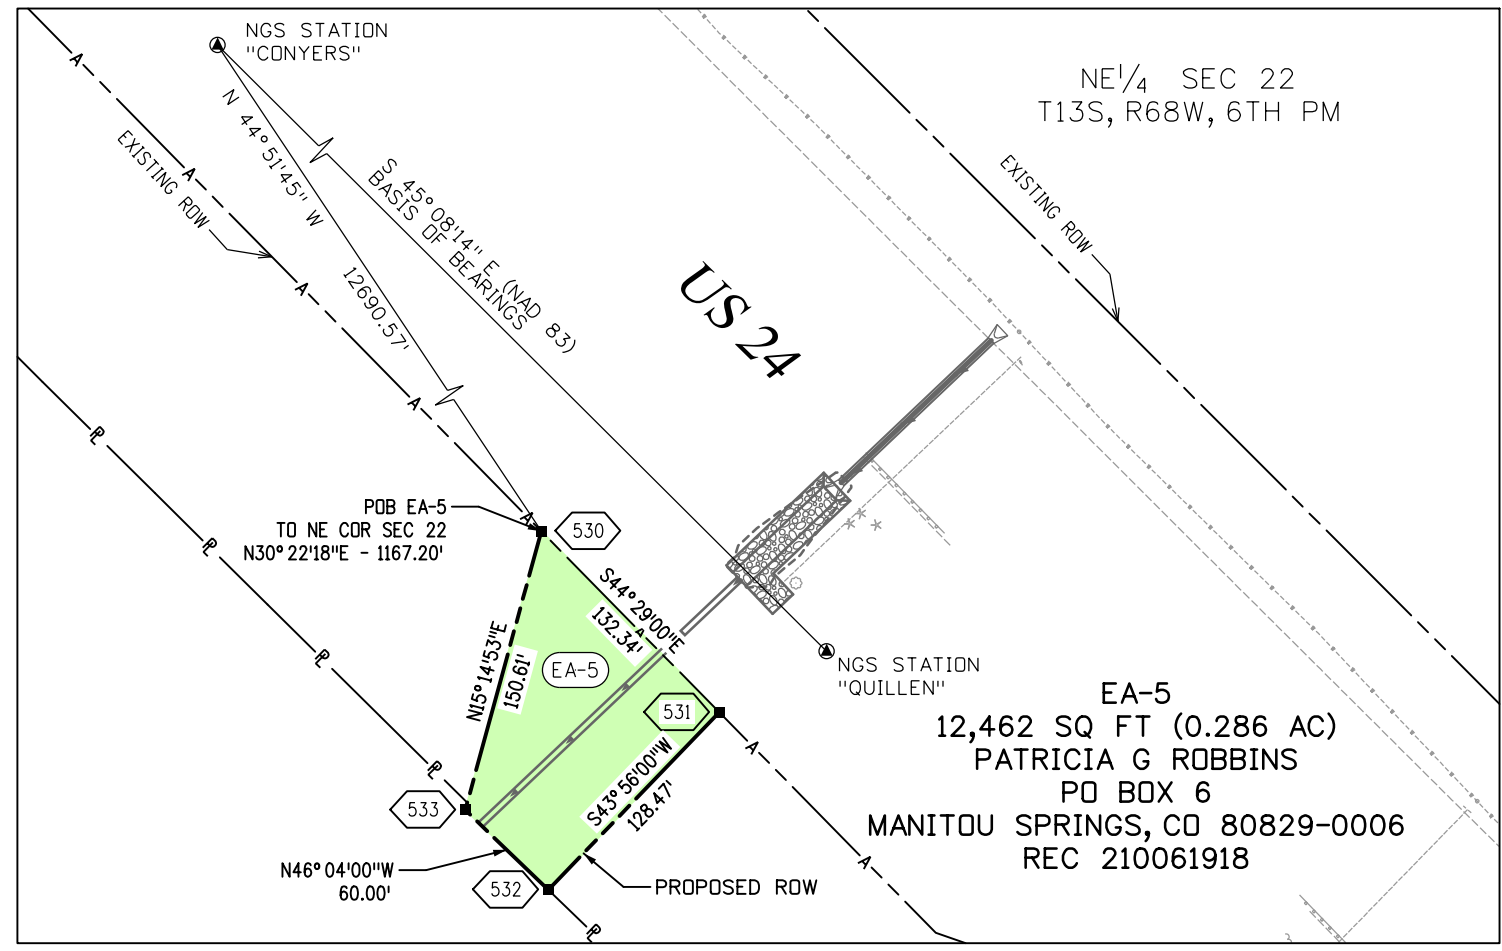 NGS STATION
"CONYERS"
NE1/4 SEC 22
T13S, R68W, 6TH PM
N 44°51'45" W
12690.57'
EXISTING ROW
S 45°08'14" E (NAD 83)
BASIS OF BEARINGS
EXISTING ROW
US 24
A
A
A
A
A
A
A
A
PL
PL
PL
PL
PL
POB EA-5
TO NE COR SEC 22
N30°22'18"E - 1167.20'
530
S44°29'00"E
132.34'
N15°14'53"E
150.61'
EA-5
531
NGS STATION
"QUILLEN"
S43°56'00"W
128.47'
533
N46°04'00"W
60.00'
532
PROPOSED ROW
EA-5
12,462 SQ FT (0.286 AC)
PATRICIA G ROBBINS
PO BOX 6
MANITOU SPRINGS, CO 80829-0006
REC 210061918